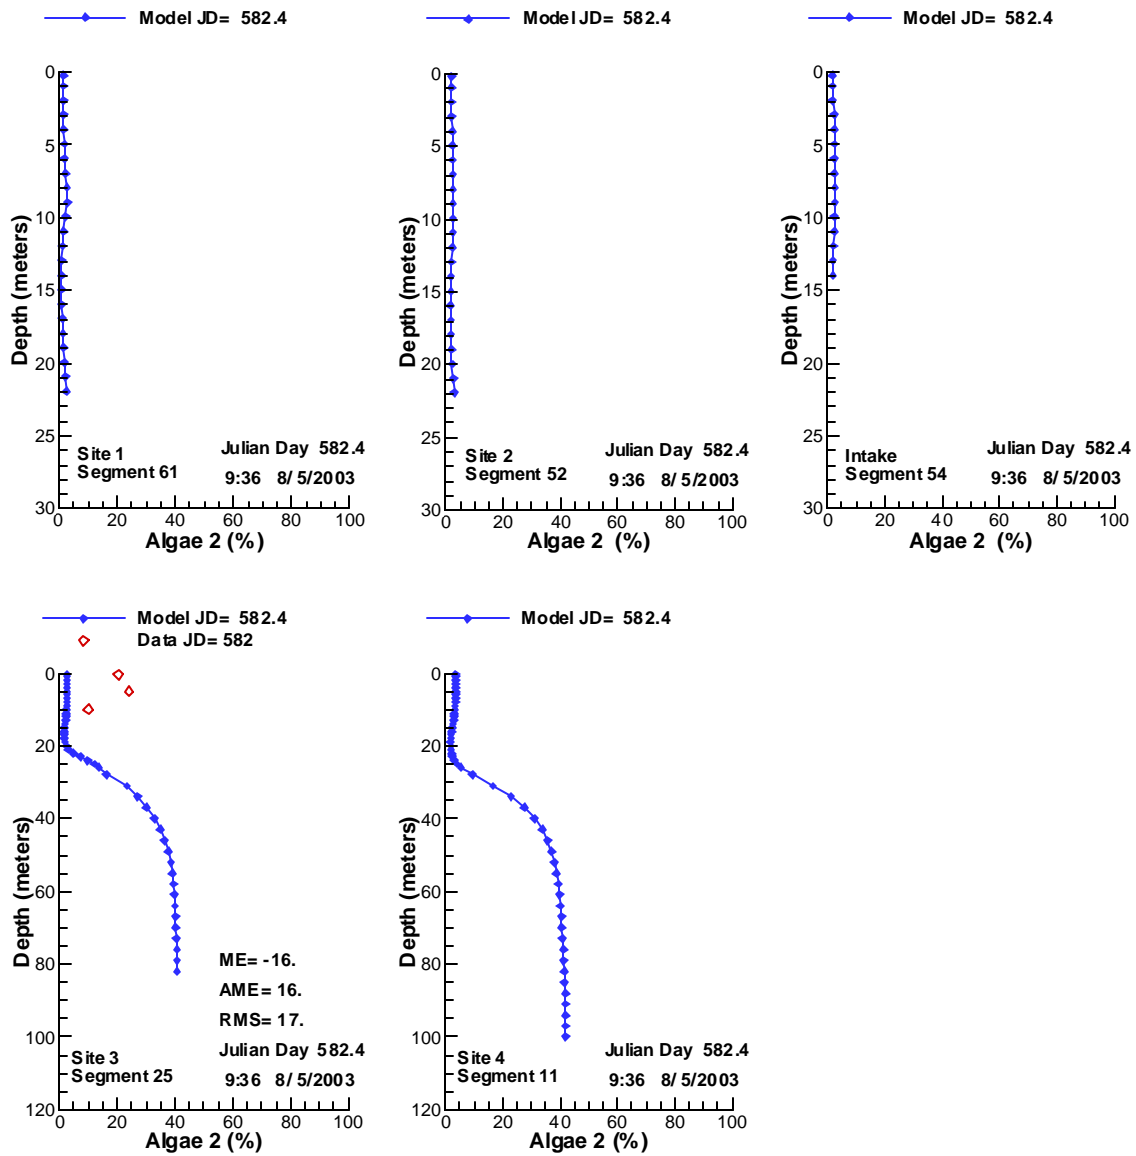 Model JD= 582.4
0
5
10
15
20
25
30
Depth (meters)
Site 1
Segment 61
Julian Day 582.4
9:36 8/ 5/2003
0 20 40 60 80 100
Algae 2 (%)
Model JD= 582.4
0
5
10
15
20
25
30
Depth (meters)
Site 2
Segment 52
Julian Day 582.4
9:36 8/ 5/2003
0 20 40 60 80 100
Algae 2 (%)
Model JD= 582.4
0
5
10
15
20
25
30
Depth (meters)
Intake
Segment 54
Julian Day 582.4
9:36 8/ 5/2003
0 20 40 60 80 100
Algae 2 (%)
Model JD= 582.4
Data JD= 582
0
20
40
60
80
100
120
Depth (meters)
ME= -16.
AME= 16.
RMS= 17.
Site 3
Segment 25
Julian Day 582.4
9:36 8/ 5/2003
0 20 40 60 80 100
Algae 2 (%)
Model JD= 582.4
0
20
40
60
80
100
120
Depth (meters)
Site 4
Segment 11
Julian Day 582.4
9:36 8/ 5/2003
0 20 40 60 80 100
Algae 2 (%)